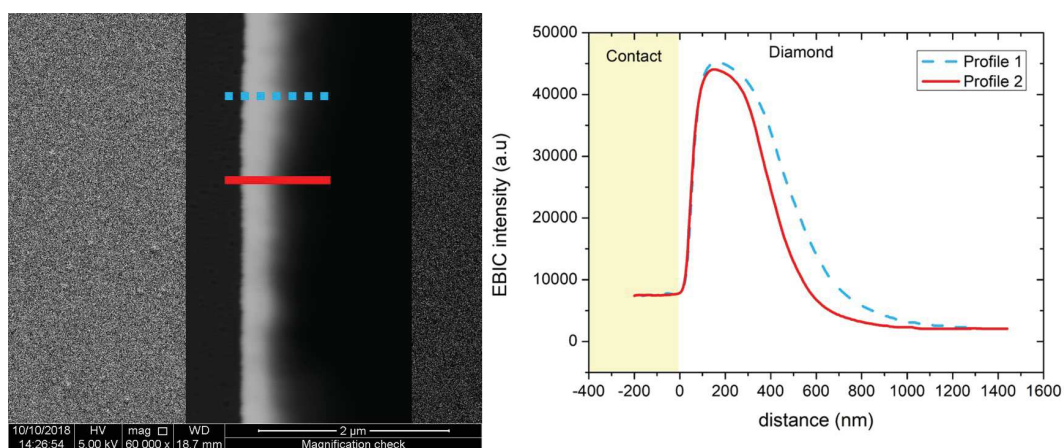 10/10/2018 HV mag □ WD 2 µm
14:26:54 5.00 kV 60 000 x 18.7 mm Magnification check
50000
40000
30000
20000
10000
0
EBIC intensity (a.u)
Contact
Diamond
Profile 1
Profile 2
-400 -200 0 200 400 600 800 1000 1200 1400 1600
distance (nm)